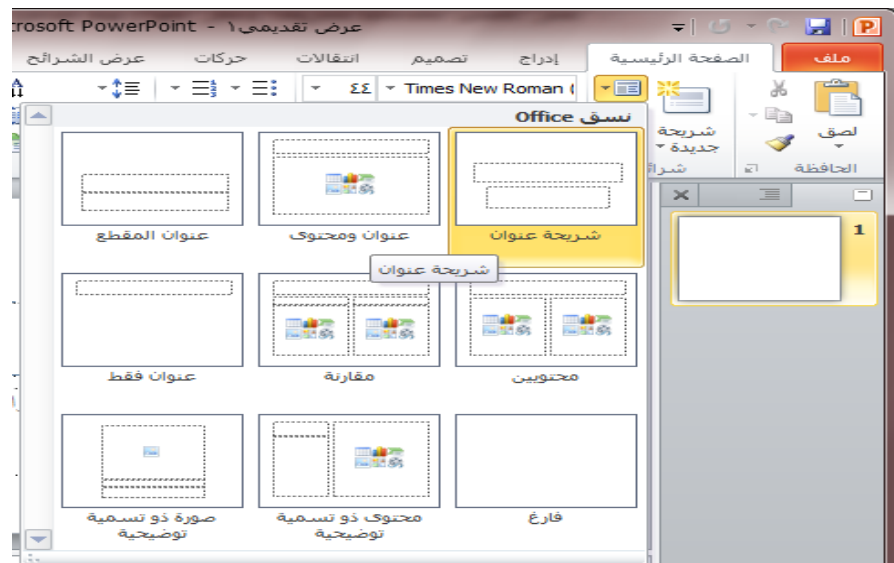 عرض تقديمي١ - rosoft PowerPoint
ملف
الصفحة الرئيسية
إدراج
تصميم
انتقالات
حركات
عرض الشرائح
لصق
الحافظة
شريحة
جديدة
شرا
Times New Roman (
٤٤
نسق Office
شريحة عنوان
عنوان ومحتوى
عنوان المقطع
شريحة عنوان
محتويين
مقارنة
عنوان فقط
فارغ
محتوى ذو تسمية
توضيحية
صورة ذو تسمية
توضيحية
1